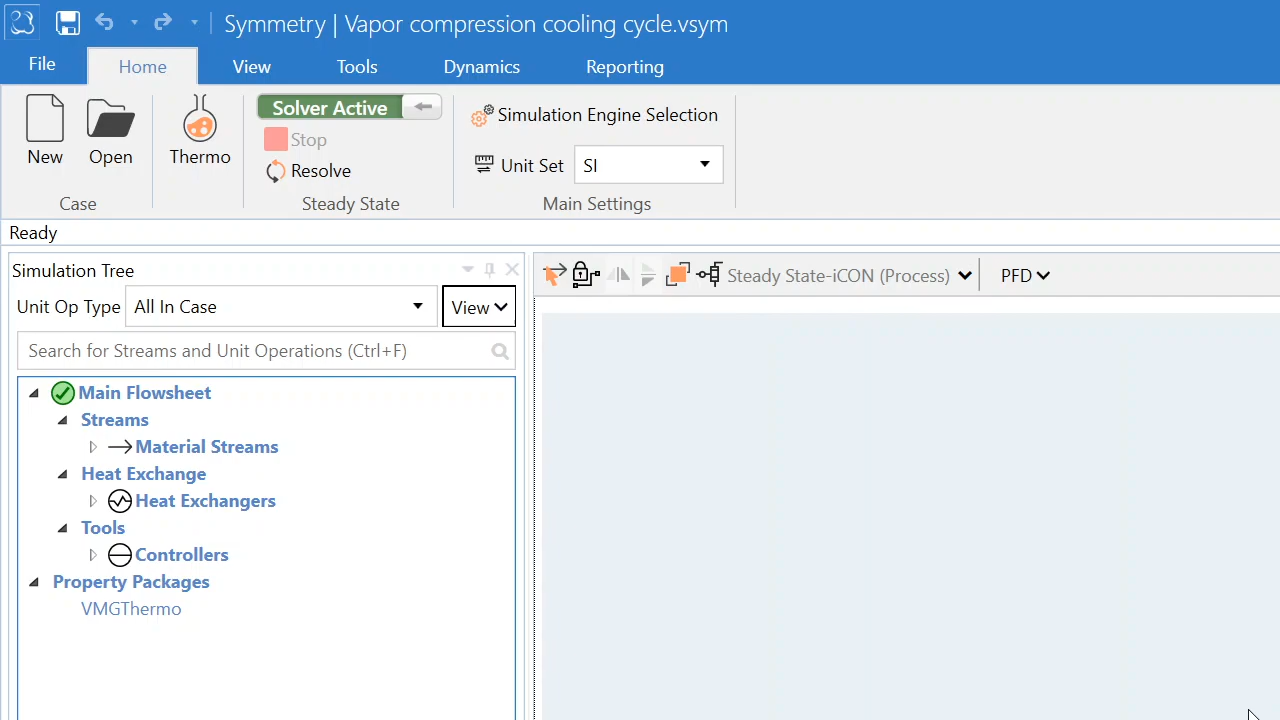 Symmetry | Vapor compression cooling cycle.vsym
File Home View Tools Dynamics Reporting
Solver Active
Simulation Engine Selection
Stop
New Open Thermo
Unit Set SI
Resolve
Case Steady State Main Settings
Ready
Simulation Tree
Steady State-iCON (Process) PFD
Unit Op Type All In Case View
Search for Streams and Unit Operations (Ctrl+F)
Main Flowsheet
Streams
Material Streams
Heat Exchange
Heat Exchangers
Tools
Controllers
Property Packages
VMGThermo